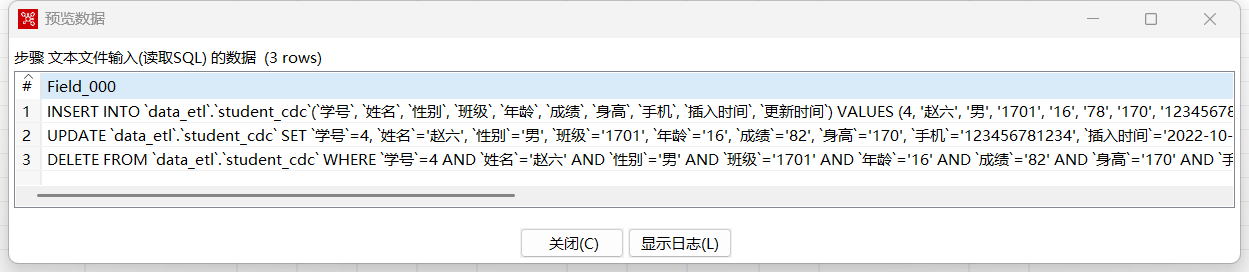 预览数据
步骤 文本文件输入(读取SQL) 的数据 (3 rows)
# Field_000
1 INSERT INTO `data_etl`.`student_cdc`(`学号`, `姓名`, `性别`, `班级`, `年龄`, `成绩`, `身高`, `手机`, `插入时间`, `更新时间`) VALUES (4, '赵六', '男', '1701', '16', '78', '170', '12345678
2 UPDATE `data_etl`.`student_cdc` SET `学号`=4, `姓名`='赵六', `性别`='男', `班级`='1701', `年龄`='16', `成绩`='82', `身高`='170', `手机`='123456781234', `插入时间`='2022-10-
3 DELETE FROM `data_etl`.`student_cdc` WHERE `学号`=4 AND `姓名`='赵六' AND `性别`='男' AND `班级`='1701' AND `年龄`='16' AND `成绩`='82' AND `身高`='170' AND `手
关闭(C) 显示日志(L)